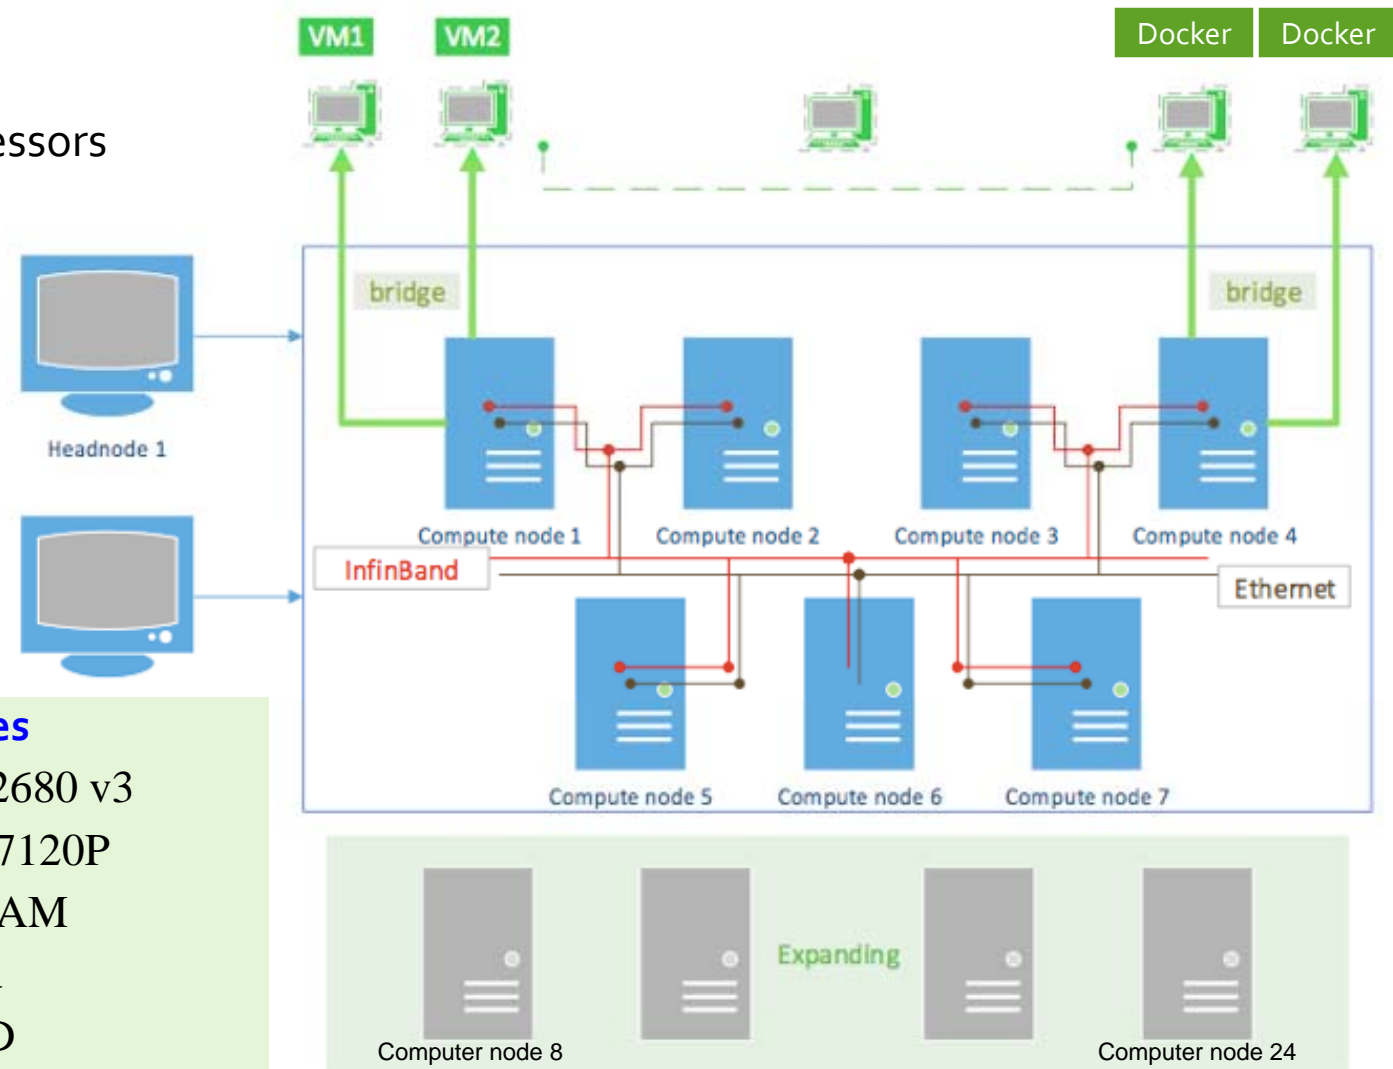 VM1
VM2
Docker
Docker
essors
bridge
bridge
Headnode 1
Compute node 1
Compute node 2
Compute node 3
Compute node 4
InfinBand
Ethernet
Compute node 5
Compute node 6
Compute node 7
es
2680 v3
7120P
AM
D
Expanding
Computer node 8
Computer node 24